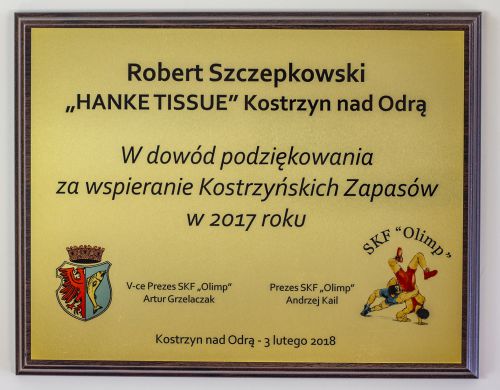 Robert Szczepkowski
„HANKE TISSUE” Kostrzyn nad Odrą
W dowód podziękowania
za wspieranie Kostrzyńskich Zapasów
w 2017 roku
SKF “Olimp”
V-ce Prezes SKF „Olimp”
Artur Grzelaczak
Prezes SKF „Olimp”
Andrzej Kail
Kostrzyn nad Odrą - 3 lutego 2018